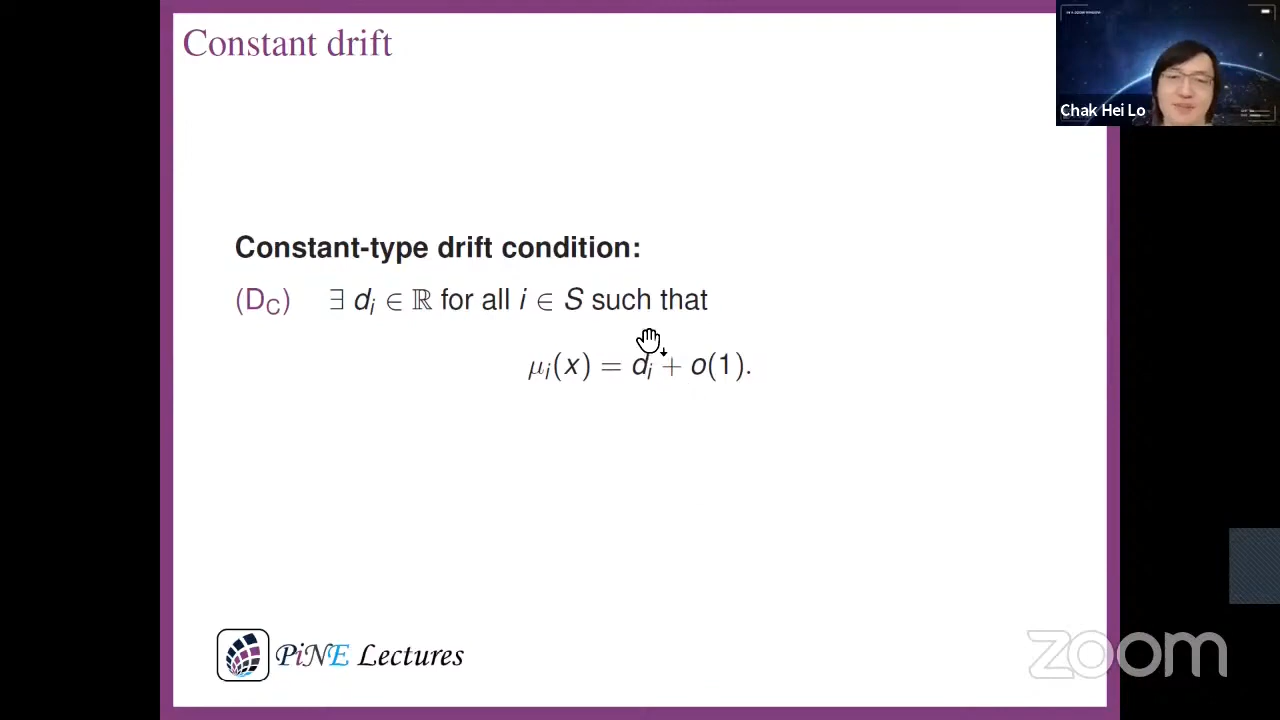 Constant drift
Chak Hei Lo
Constant-type drift condition:
(D_C) ∃ d_i ∈ ℝ for all i ∈ S such that
μ_i(x) = d_i + o(1).
PiNE Lectures
zoom